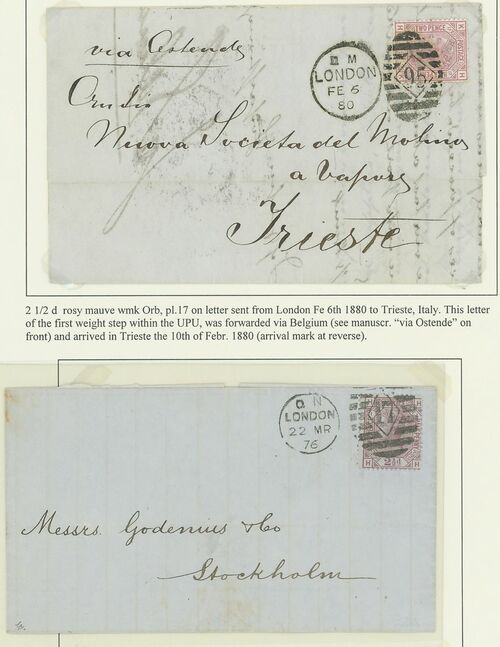 via Ostende
LONDON
FE 6
80
95
TWO PENCE
H
Nuova Societa del Molino
a Vapore
Trieste
2 1/2 d rosy mauve wmk Orb, pl.17 on letter sent from London Fe 6th 1880 to Trieste, Italy. This letter
of the first weight step within the UPU, was forwarded via Belgium (see manuscr. “via Ostende” on
front) and arrived in Trieste the 10th of Febr. 1880 (arrival mark at reverse).
LONDON
22 MR
76
17
H H
Messrs. Godenius & Co
Stockholm